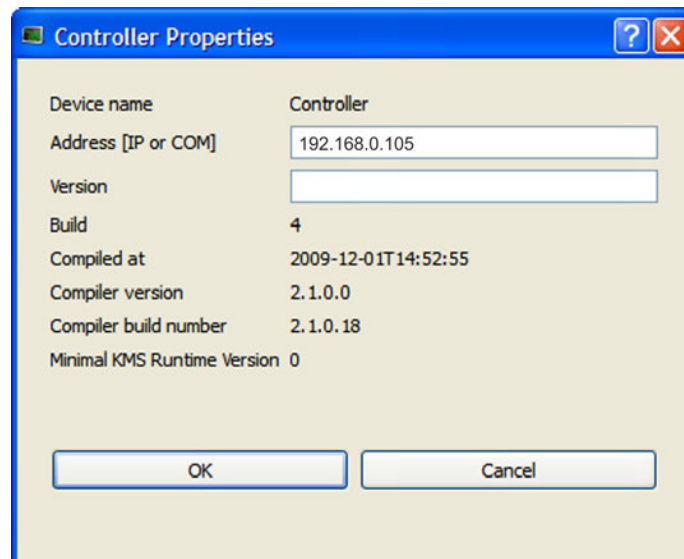 Controller Properties
Device name Controller
Address [IP or COM] 192.168.0.105
Version
Build 4
Compiled at 2009-12-01T14:52:55
Compiler version 2.1.0.0
Compiler build number 2.1.0.18
Minimal KMS Runtime Version 0
OK Cancel